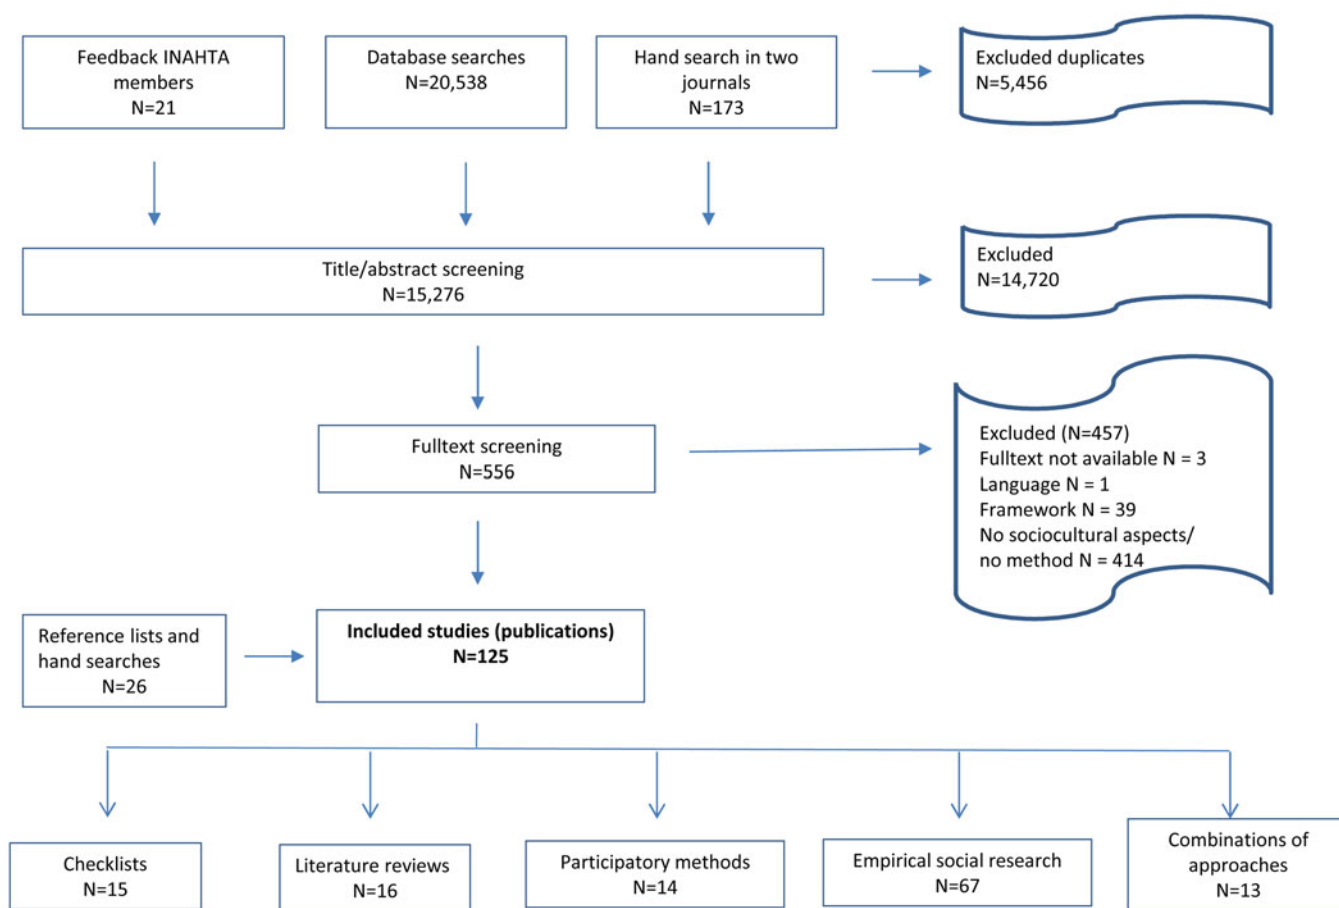 Feedback INAHTA
members
N=21
Database searches
N=20,538
Hand search in two
journals
N=173
Excluded duplicates
N=5,456
Title/abstract screening
N=15,276
Excluded
N=14,720
Fulltext screening
N=556
Excluded (N=457)
Fulltext not available N = 3
Language N = 1
Framework N = 39
No sociocultural aspects/
no method N = 414
Reference lists and
hand searches
N=26
Included studies (publications)
N=125
Checklists
N=15
Literature reviews
N=16
Participatory methods
N=14
Empirical social research
N=67
Combinations of
approaches
N=13